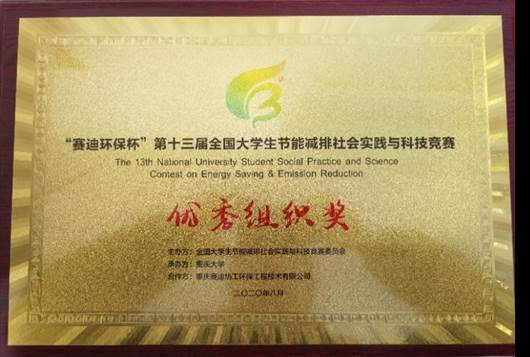 “赛迪环保杯”第十三届全国大学生节能减排社会实践与科技竞赛
The 13th National University Student Social Practice and Science
Contest on Energy Saving & Emission Reduction
优秀组织奖
主办方：全国大学生节能减排社会实践与科技竞赛委员会
承办方：重庆大学
合作方：重庆赛迪热工环保工程技术有限公司
二〇二〇年八月